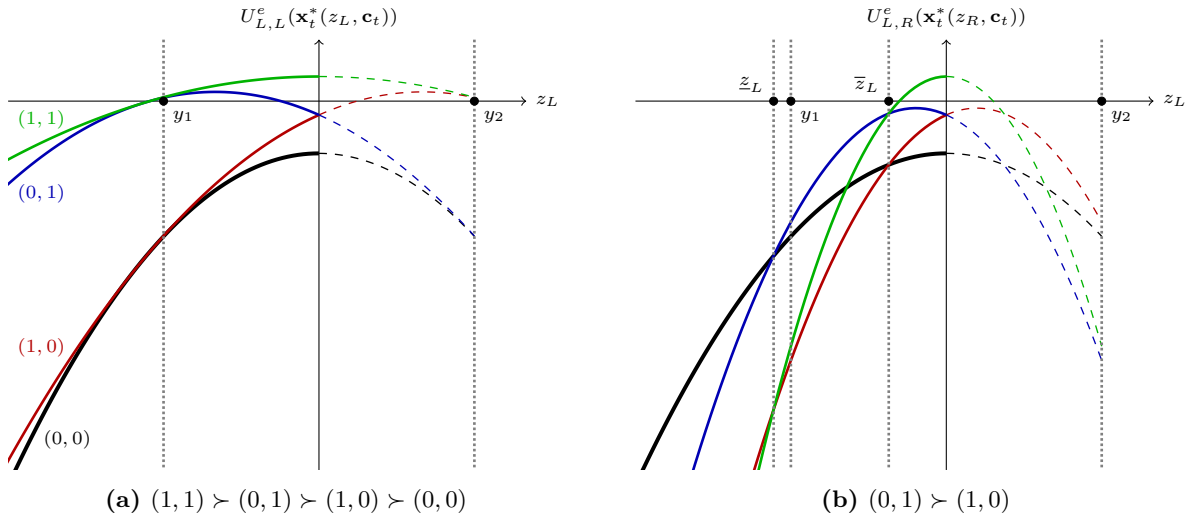 U^e_{L,L}(x*_t(z_L, c_t))
z_L
y_1
y_2
(1, 1)
(0, 1)
(1, 0)
(0, 0)
(a) (1, 1) ≻ (0, 1) ≻ (1, 0) ≻ (0, 0)
U^e_{L,R}(x*_t(z_R, c_t))
z_L
z̲_L
z̅_L
y_1
y_2
(b) (0, 1) ≻ (1, 0)